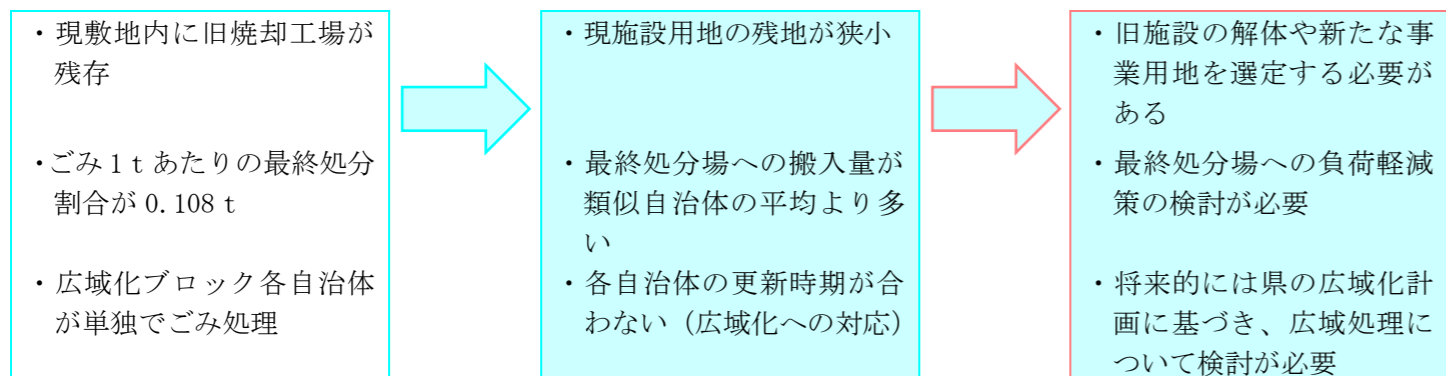 ・現敷地内に旧焼却工場が
残存
・ごみ 1 t あたりの最終処分
割合が 0.108 t
・広域化ブロック各自治体
が単独でごみ処理
・現施設用地の残地が狭小
・最終処分場への搬入量が
類似自治体の平均より多
い
・各自治体の更新時期が合
わない（広域化への対応）
・旧施設の解体や新たな事
業用地を選定する必要が
ある
・最終処分場への負荷軽減
策の検討が必要
・将来的には県の広域化計
画に基づき、広域処理に
ついて検討が必要